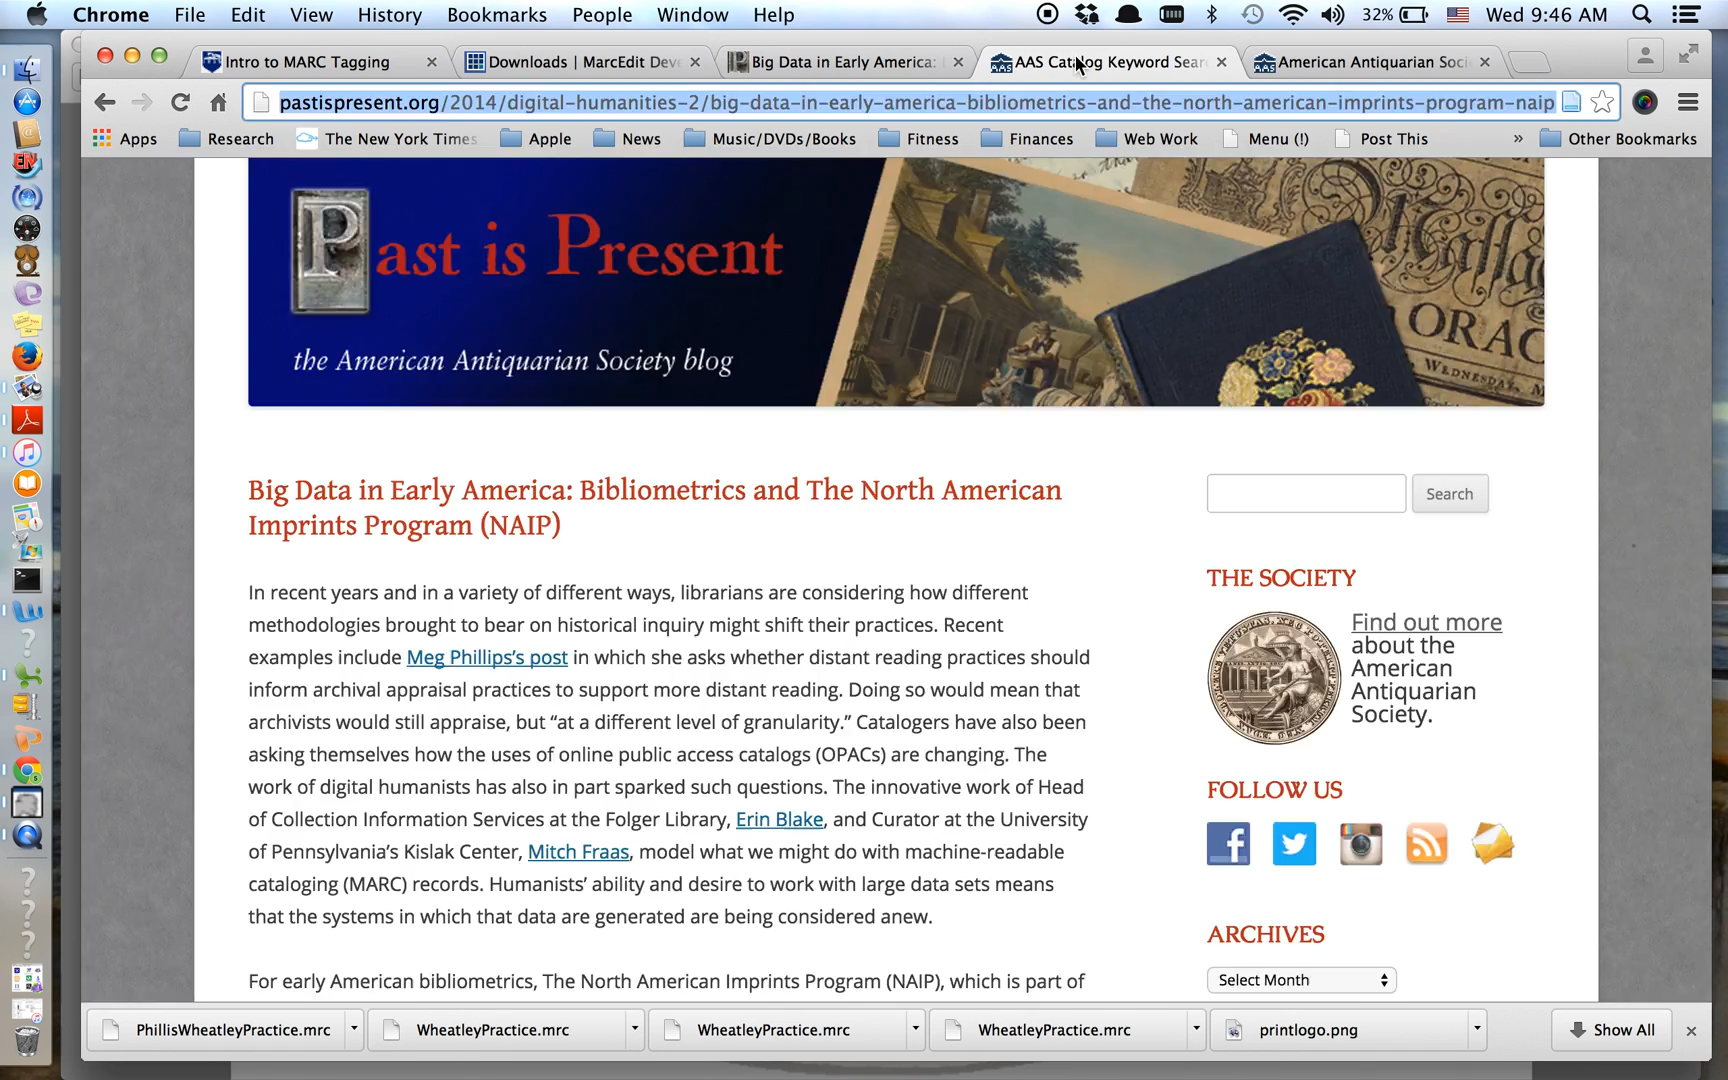 Chrome File Edit View History Bookmarks People Window Help 32% Wed 9:46 AM
Intro to MARC Tagging
Downloads | MarcEdit Deve
Big Data in Early America:
AAS Catalog Keyword Sear
American Antiquarian Soci
pastispresent.org/2014/digital-humanities-2/big-data-in-early-america-bibliometrics-and-the-north-american-imprints-program-naip
Apps Research The New York Times Apple News Music/DVDs/Books Fitness Finances Web Work Menu (!) Post This » Other Bookmarks
Past is Present
the American Antiquarian Society blog
ORAC
WEDNESDAY,
Big Data in Early America: Bibliometrics and The North American
Imprints Program (NAIP)
In recent years and in a variety of different ways, librarians are considering how different
methodologies brought to bear on historical inquiry might shift their practices. Recent
examples include Meg Phillips's post in which she asks whether distant reading practices should
inform archival appraisal practices to support more distant reading. Doing so would mean that
archivists would still appraise, but “at a different level of granularity.” Catalogers have also been
asking themselves how the uses of online public access catalogs (OPACs) are changing. The
work of digital humanists has also in part sparked such questions. The innovative work of Head
of Collection Information Services at the Folger Library, Erin Blake, and Curator at the University
of Pennsylvania's Kislak Center, Mitch Fraas, model what we might do with machine-readable
cataloging (MARC) records. Humanists' ability and desire to work with large data sets means
that the systems in which that data are generated are being considered anew.
For early American bibliometrics, The North American Imprints Program (NAIP), which is part of
Search
THE SOCIETY
Find out more
about the
American
Antiquarian
Society.
FOLLOW US
ARCHIVES
Select Month
PhillisWheatleyPractice.mrc
WheatleyPractice.mrc
WheatleyPractice.mrc
WheatleyPractice.mrc
printlogo.png
Show All